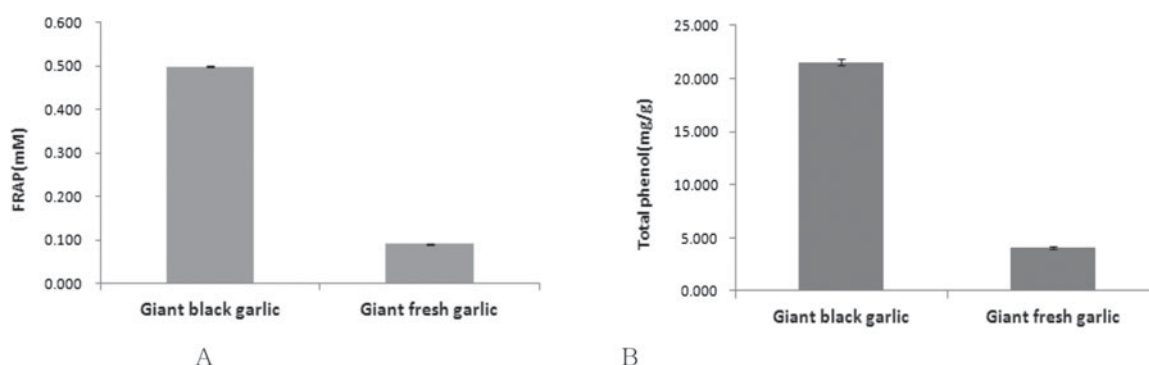 0.600
0.500
0.400
0.300
0.200
0.100
0.000
FRAP(mM)
Giant black garlic Giant fresh garlic
A
25.000
20.000
15.000
10.000
5.000
0.000
Total phenol(mg/g)
Giant black garlic Giant fresh garlic
B